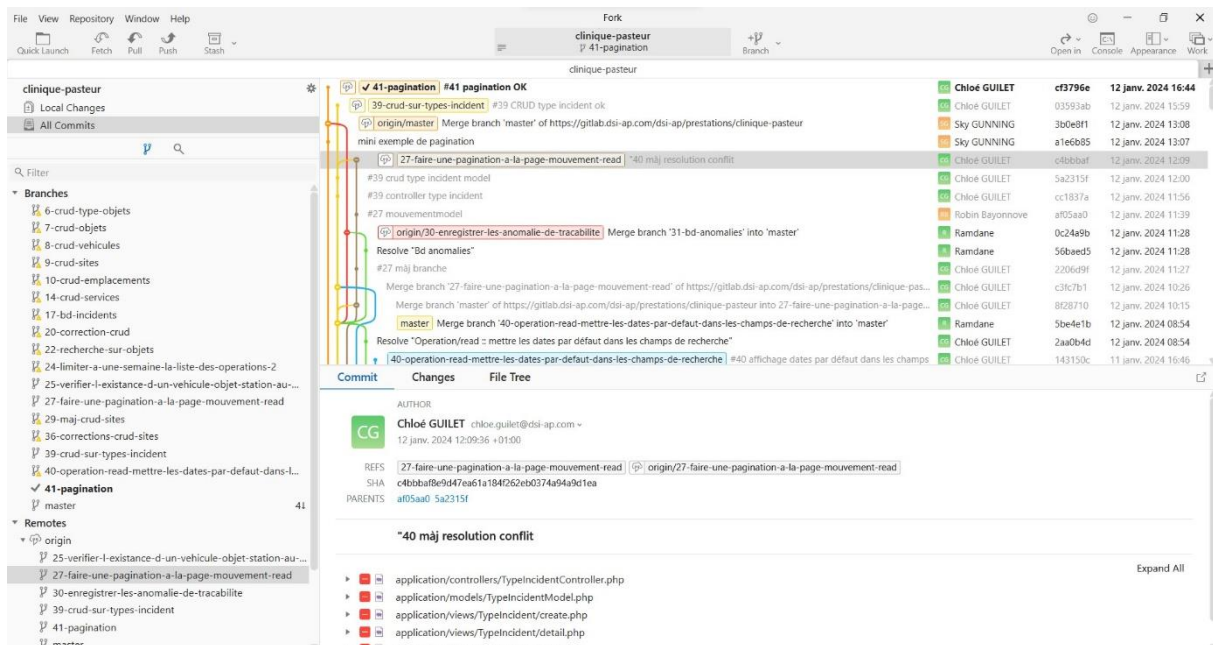 File View Repository Window Help
Fork
Quick Launch Fetch Pull Push Stash
clinique-pasteur
41-pagination
Branch
Open in Console Appearance Work
clinique-pasteur
clinique-pasteur
Local Changes
All Commits
Filter
Branches
6-crud-type-objets
7-crud-objets
8-crud-vehicules
9-crud-sites
10-crud-emplacements
14-crud-services
17-bd-incidents
20-correction-crud
22-recherche-sur-objets
24-limiter-a-une-semaine-la-liste-des-operations-2
25-verifier-l-existance-d-un-vehicule-objet-station-au-...
27-faire-une-pagination-a-la-page-mouvement-read
29-maj-crud-sites
36-corrections-crud-sites
39-crud-sur-types-incident
40-operation-read-mettre-les-dates-par-defaut-dans-l...
41-pagination
master 4↓
Remotes
origin
25-verifier-l-existance-d-un-vehicule-objet-station-au-...
27-faire-une-pagination-a-la-page-mouvement-read
30-enregistrer-les-anomalie-de-tracabilite
39-crud-sur-types-incident
41-pagination
master
41-pagination #41 pagination OK Chloé GUILET cf3796e 12 janv. 2024 16:44
39-crud-sur-types-incident #39 CRUD type incident ok Chloé GUILET 03593ab 12 janv. 2024 15:59
origin/master Merge branch 'master' of https://gitlab.dsi-ap.com/dsi-ap/prestations/clinique-pasteur Sky GUNNING 3b0e8f1 12 janv. 2024 13:08
mini exemple de pagination Sky GUNNING a1e6b85 12 janv. 2024 13:07
27-faire-une-pagination-a-la-page-mouvement-read "40 màj resolution conflit Chloé GUILET c4bbbaf 12 janv. 2024 12:09
#39 crud type incident model Chloé GUILET 5a2315f 12 janv. 2024 12:00
#39 controller type incident Chloé GUILET cc1837a 12 janv. 2024 11:56
#27 mouvementmodel Robin Bayonnove af05aa0 12 janv. 2024 11:39
origin/30-enregistrer-les-anomalie-de-tracabilite Merge branch '31-bd-anomalies' into 'master' Ramdane 0c24a9b 12 janv. 2024 11:28
Resolve "Bd anomalies" Ramdane 56baed5 12 janv. 2024 11:28
#27 màj branche Chloé GUILET 2206d9f 12 janv. 2024 11:27
Merge branch '27-faire-une-pagination-a-la-page-mouvement-read' of https://gitlab.dsi-ap.com/dsi-ap/prestations/clinique-pas... Chloé GUILET c3fc7b1 12 janv. 2024 10:26
Merge branch 'master' of https://gitlab.dsi-ap.com/dsi-ap/prestations/clinique-pasteur into 27-faire-une-pagination-a-la-page... Chloé GUILET 8f28710 12 janv. 2024 10:15
master Merge branch '40-operation-read-mettre-les-dates-par-defaut-dans-les-champs-de-recherche' into 'master' Ramdane 5be4e1b 12 janv. 2024 08:54
Resolve "Operation/read :: mettre les dates par défaut dans les champs de recherche" Chloé GUILET 2aa0b4d 12 janv. 2024 08:54
40-operation-read-mettre-les-dates-par-defaut-dans-les-champs-de-recherche #40 affichage dates par défaut dans les champs Chloé GUILET 143150c 11 janv. 2024 16:46
Commit Changes File Tree
AUTHOR
CG
Chloé GUILET chloe.guilet@dsi-ap.com
12 janv. 2024 12:09:36 +01:00
REFS 27-faire-une-pagination-a-la-page-mouvement-read origin/27-faire-une-pagination-a-la-page-mouvement-read
SHA c4bbbaf8e9d47ea61a184f262eb0374a94a9d1ea
PARENTS af05aa0 5a2315f
"40 màj resolution conflit
Expand All
application/controllers/TypeIncidentController.php
application/models/TypeIncidentModel.php
application/views/TypeIncident/create.php
application/views/TypeIncident/detail.php